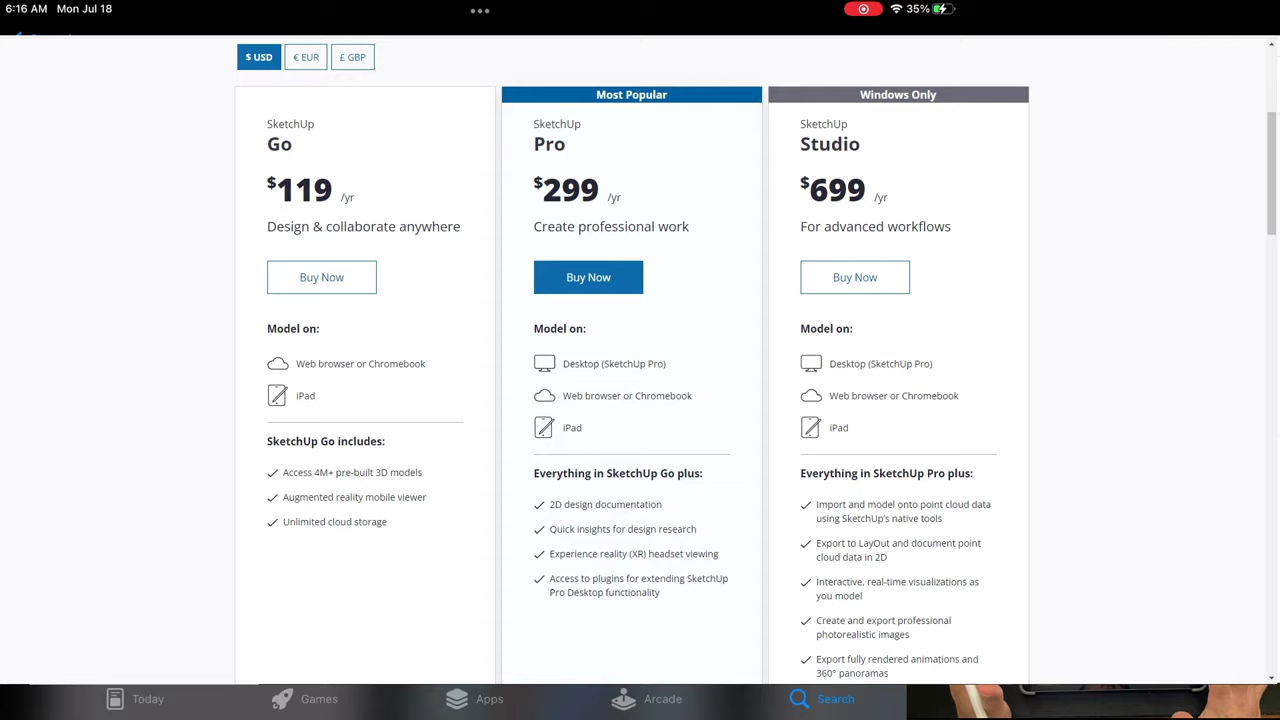 6:16 AM Mon Jul 18
35%
$ USD
€ EUR
£ GBP
SketchUp
Go
$119 /yr
Design & collaborate anywhere
Buy Now
Model on:
Web browser or Chromebook
iPad
SketchUp Go includes:
Access 4M+ pre-built 3D models
Augmented reality mobile viewer
Unlimited cloud storage
Most Popular
SketchUp
Pro
$299 /yr
Create professional work
Buy Now
Model on:
Desktop (SketchUp Pro)
Web browser or Chromebook
iPad
Everything in SketchUp Go plus:
2D design documentation
Quick insights for design research
Experience reality (XR) headset viewing
Access to plugins for extending SketchUp
Pro Desktop functionality
Windows Only
SketchUp
Studio
$699 /yr
For advanced workflows
Buy Now
Model on:
Desktop (SketchUp Pro)
Web browser or Chromebook
iPad
Everything in SketchUp Pro plus:
Import and model onto point cloud data
using SketchUp's native tools
Export to LayOut and document point
cloud data in 2D
Interactive, real-time visualizations as
you model
Create and export professional
photorealistic images
Export fully rendered animations and
360° panoramas
Today
Games
Apps
Arcade
Search